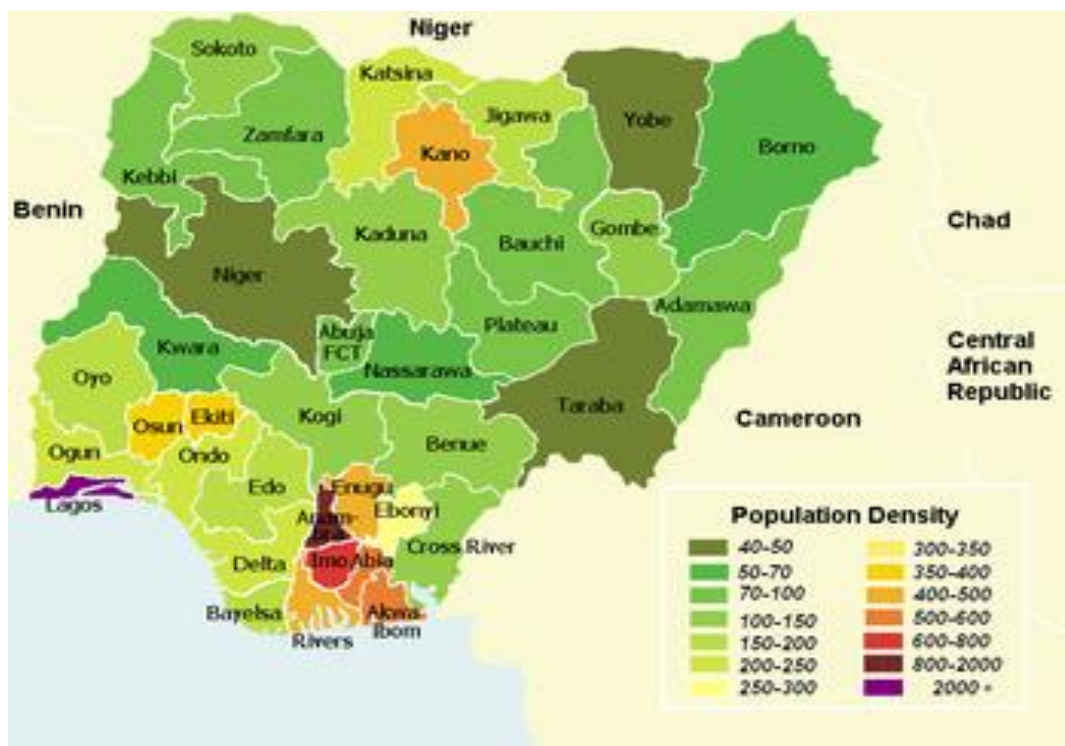 Niger
Sokoto
Katsina
Jigawa
Yobe
Zamfara
Kano
Borno
Kebbi
Benin
Chad
Kaduna
Bauchi
Gombe
Niger
Adamawa
Abuja
FCT
Plateau
Kwara
Nassarawa
Central
African
Republic
Oyo
Taraba
Cameroon
Osun
Ekiti
Kogi
Benue
Ogun
Ondo
Edo
Enugu
Lagos
Ebonyi
Anam-
bra
Cross River
Delta
Imo
Abia
Bayelsa
Akwa
Ibom
Rivers
Population Density
40-50
50-70
70-100
100-150
150-200
200-250
250-300
300-350
350-400
400-500
500-600
600-800
800-2000
2000 +